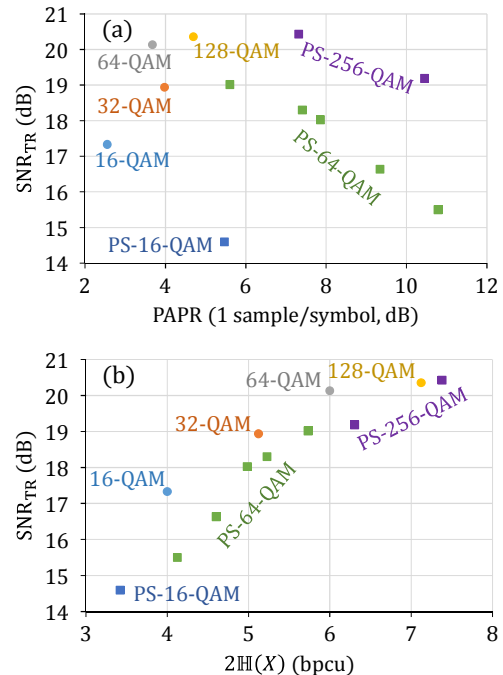 21
(a)
128-QAM
20
64-QAM
PS-256-QAM
19
32-QAM
18
PS-64-QAM
17
16-QAM
16
15
PS-16-QAM
14
SNR_TR (dB)
2 4 6 8 10 12
PAPR (1 sample/symbol, dB)
21
(b)
64-QAM
128-QAM
20
PS-256-QAM
19
32-QAM
18
16-QAM
PS-64-QAM
17
16
15
PS-16-QAM
14
SNR_TR (dB)
3 4 5 6 7 8
2ℍ(X) (bpcu)